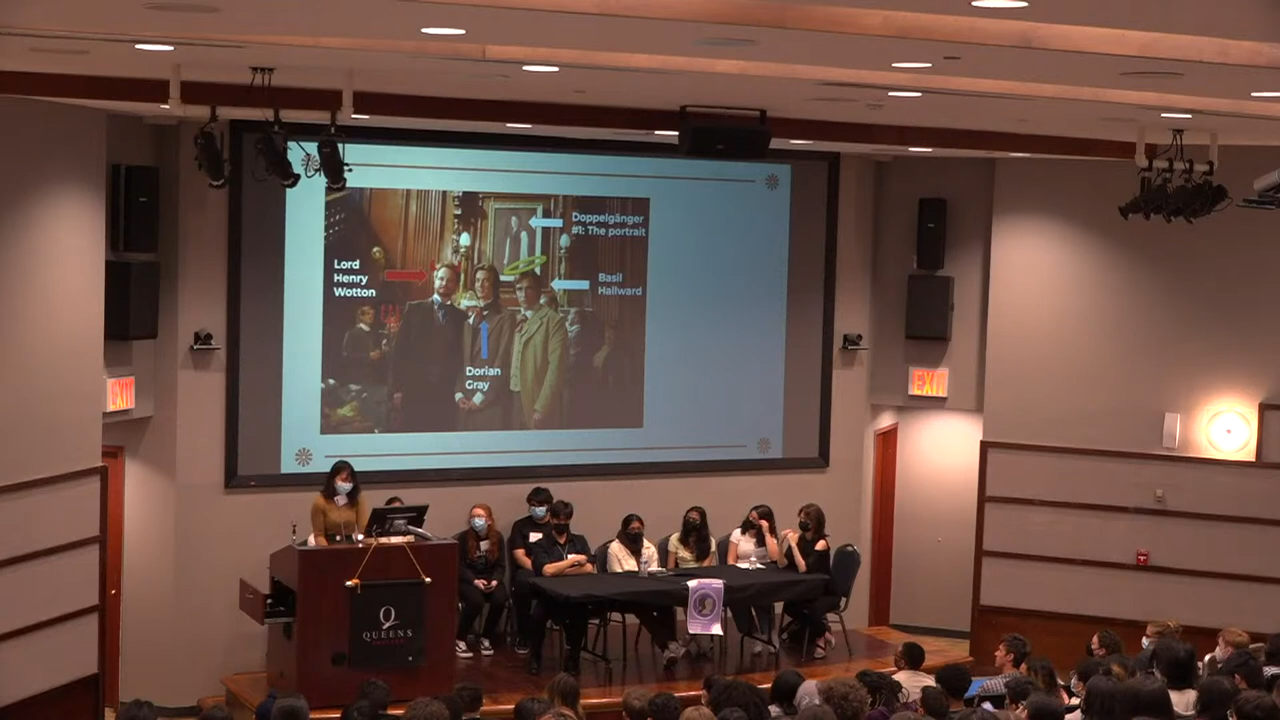 Doppelgänger
#1: The portrait
Lord
Henry
Wotton
Basil
Hallward
Dorian
Gray
EXIT
EXIT
Q
QUEENS